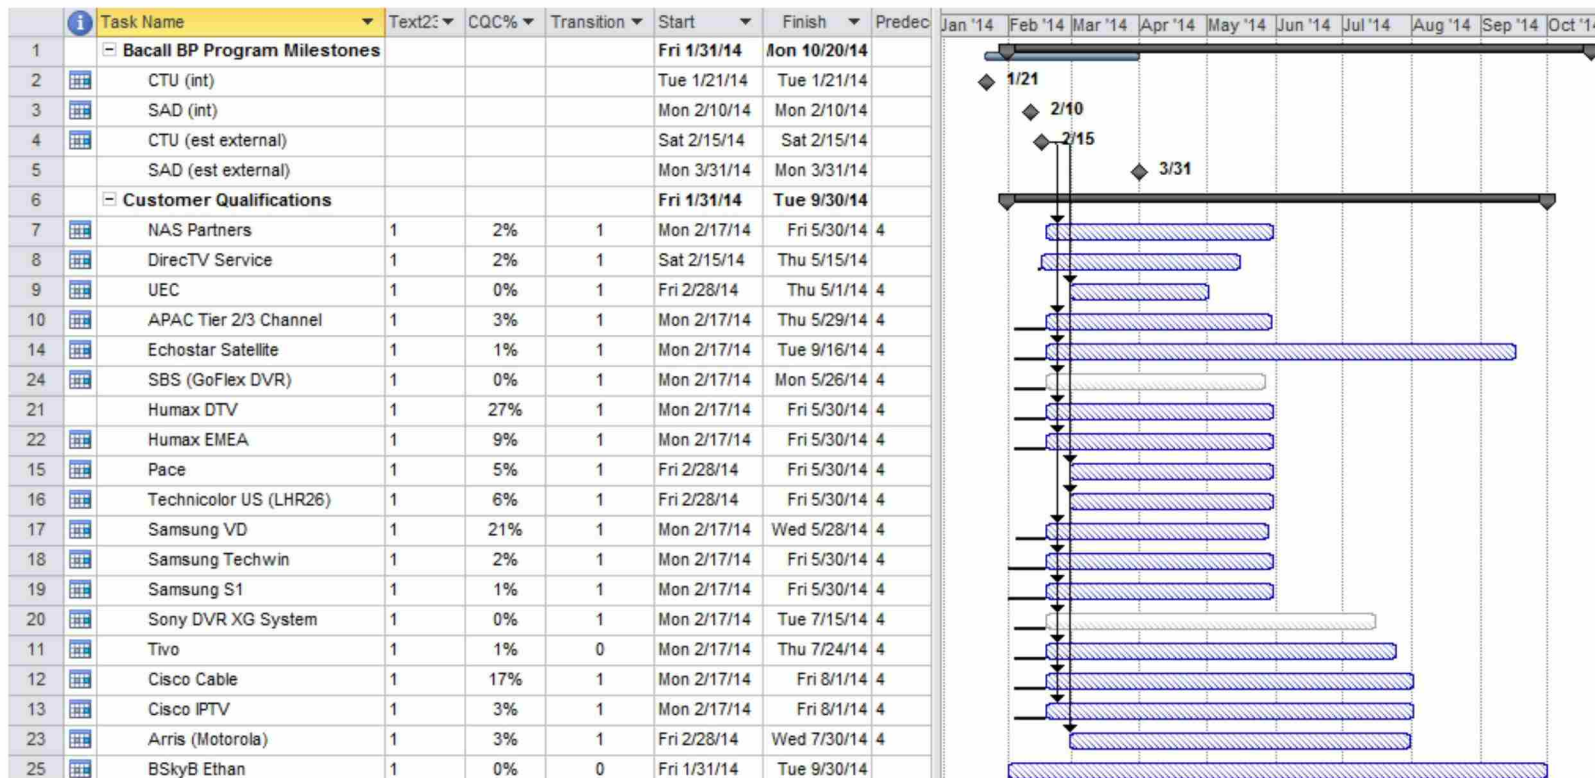 Task Name Text23 CQC% Transition Start Finish Predec Jan '14 Feb '14 Mar '14 Apr '14 May '14 Jun '14 Jul '14 Aug '14 Sep '14 Oct '14
1 Bacall BP Program Milestones Fri 1/31/14 Mon 10/20/14
2 CTU (int) Tue 1/21/14 Tue 1/21/14 1/21
3 SAD (int) Mon 2/10/14 Mon 2/10/14 2/10
4 CTU (est external) Sat 2/15/14 Sat 2/15/14 2/15
5 SAD (est external) Mon 3/31/14 Mon 3/31/14 3/31
6 Customer Qualifications Fri 1/31/14 Tue 9/30/14
7 NAS Partners 1 2% 1 Mon 2/17/14 Fri 5/30/14 4
8 DirecTV Service 1 2% 1 Sat 2/15/14 Thu 5/15/14
9 UEC 1 0% 1 Fri 2/28/14 Thu 5/1/14 4
10 APAC Tier 2/3 Channel 1 3% 1 Mon 2/17/14 Thu 5/29/14 4
14 Echostar Satellite 1 1% 1 Mon 2/17/14 Tue 9/16/14 4
24 SBS (GoFlex DVR) 1 0% 1 Mon 2/17/14 Mon 5/26/14 4
21 Humax DTV 1 27% 1 Mon 2/17/14 Fri 5/30/14 4
22 Humax EMEA 1 9% 1 Mon 2/17/14 Fri 5/30/14 4
15 Pace 1 5% 1 Fri 2/28/14 Fri 5/30/14 4
16 Technicolor US (LHR26) 1 6% 1 Fri 2/28/14 Fri 5/30/14 4
17 Samsung VD 1 21% 1 Mon 2/17/14 Wed 5/28/14 4
18 Samsung Techwin 1 2% 1 Mon 2/17/14 Fri 5/30/14 4
19 Samsung S1 1 1% 1 Mon 2/17/14 Fri 5/30/14 4
20 Sony DVR XG System 1 0% 1 Mon 2/17/14 Tue 7/15/14 4
11 Tivo 1 1% 0 Mon 2/17/14 Thu 7/24/14 4
12 Cisco Cable 1 17% 1 Mon 2/17/14 Fri 8/1/14 4
13 Cisco IPTV 1 3% 1 Mon 2/17/14 Fri 8/1/14 4
23 Arris (Motorola) 1 3% 1 Fri 2/28/14 Wed 7/30/14 4
25 BSkyB Ethan 1 0% 0 Fri 1/31/14 Tue 9/30/14